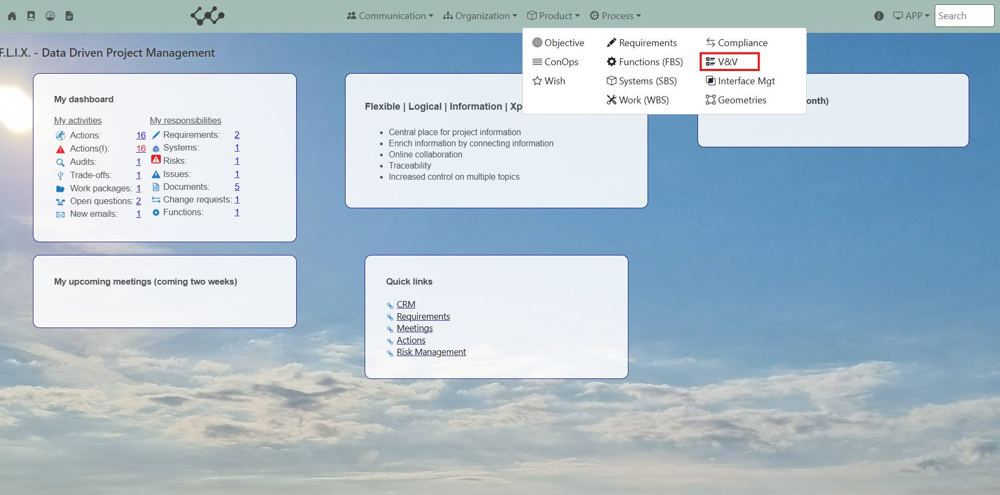 Communication Organization Product Process APP Search
Objective Requirements Compliance
ConOps Functions (FBS) V&V
Wish Systems (SBS) Interface Mgt
Work (WBS) Geometries
F.L.I.X. - Data Driven Project Management
My dashboard
My activities My responsibilities
Actions: 16 Requirements: 2
Actions(!): 16 Systems: 1
Audits: 1 Risks: 1
Trade-offs: 1 Issues: 1
Work packages: 1 Documents: 5
Open questions: 2 Change requests: 1
New emails: 1 Functions: 1
Flexible | Logical | Information | Xp
• Central place for project information
• Enrich information by connecting information
• Online collaboration
• Traceability
• Increased control on multiple topics
onth)
My upcoming meetings (coming two weeks)
Quick links
CRM
Requirements
Meetings
Actions
Risk Management